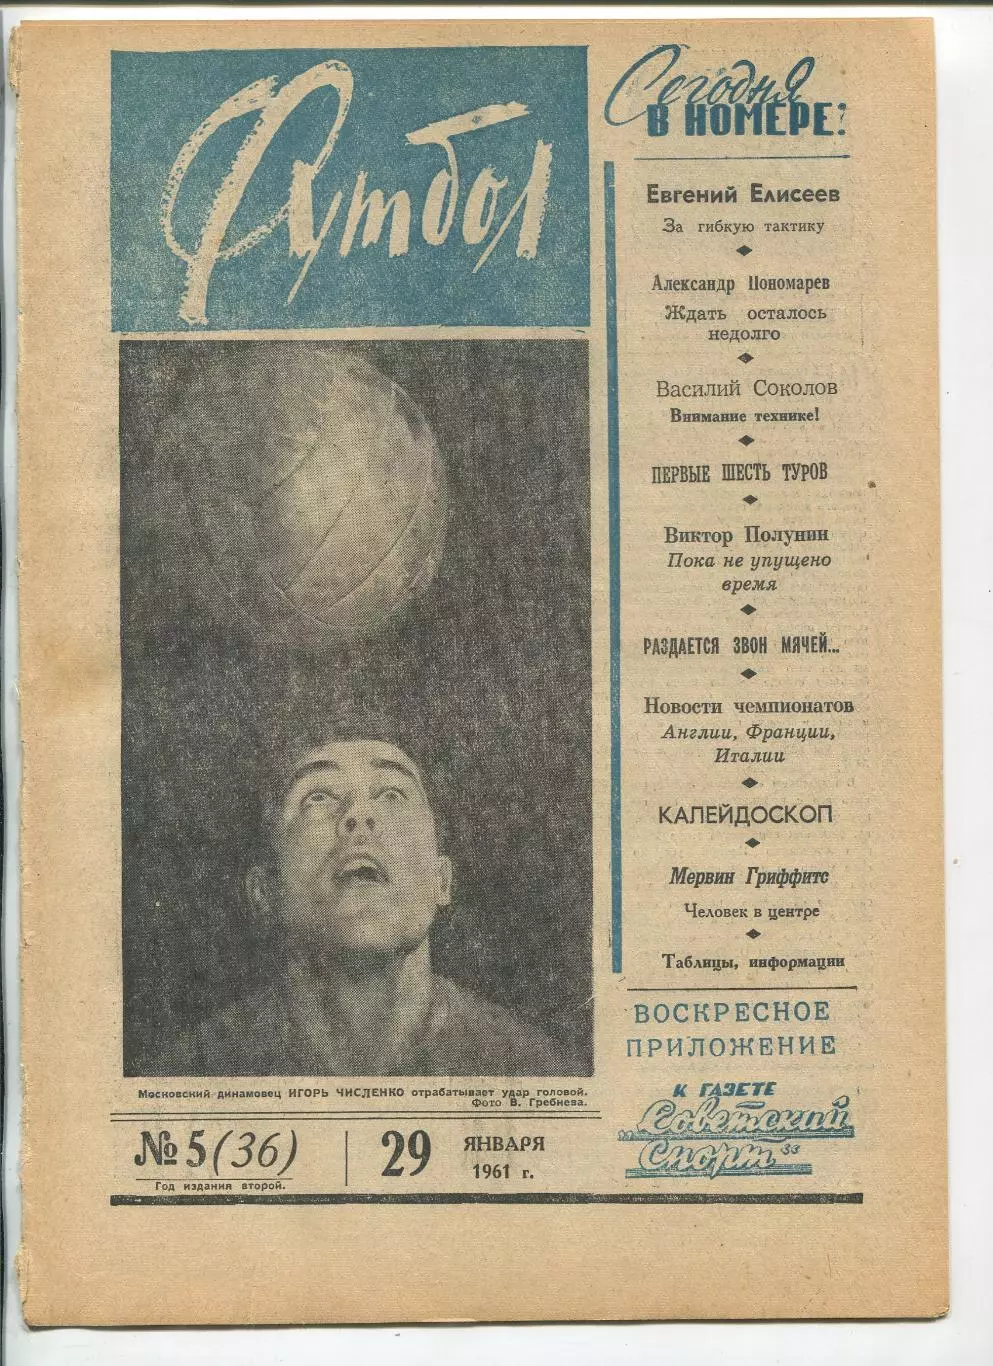 Футбол
Сегодня
В НОМЕРЕ:
Евгений Елисеев
За гибкую тактику
Александр Пономарев
Ждать осталось
недолго
Василий Соколов
Внимание технике!
ПЕРВЫЕ ШЕСТЬ ТУРОВ
Виктор Полунин
Пока не упущено
время
РАЗДАЕТСЯ ЗВОН МЯЧЕЙ...
Новости чемпионатов
Англии, Франции,
Италии
КАЛЕЙДОСКОП
Мервин Гриффитс
Человек в центре
Таблицы, информации
ВОСКРЕСНОЕ
ПРИЛОЖЕНИЕ
К ГАЗЕТЕ
„Советский
Спорт“
Московский динамовец ИГОРЬ ЧИСЛЕНКО отрабатывает удар головой.
Фото В. Гребнева.
№ 5 (36)
Год издания второй.
29
ЯНВАРЯ
1961 г.